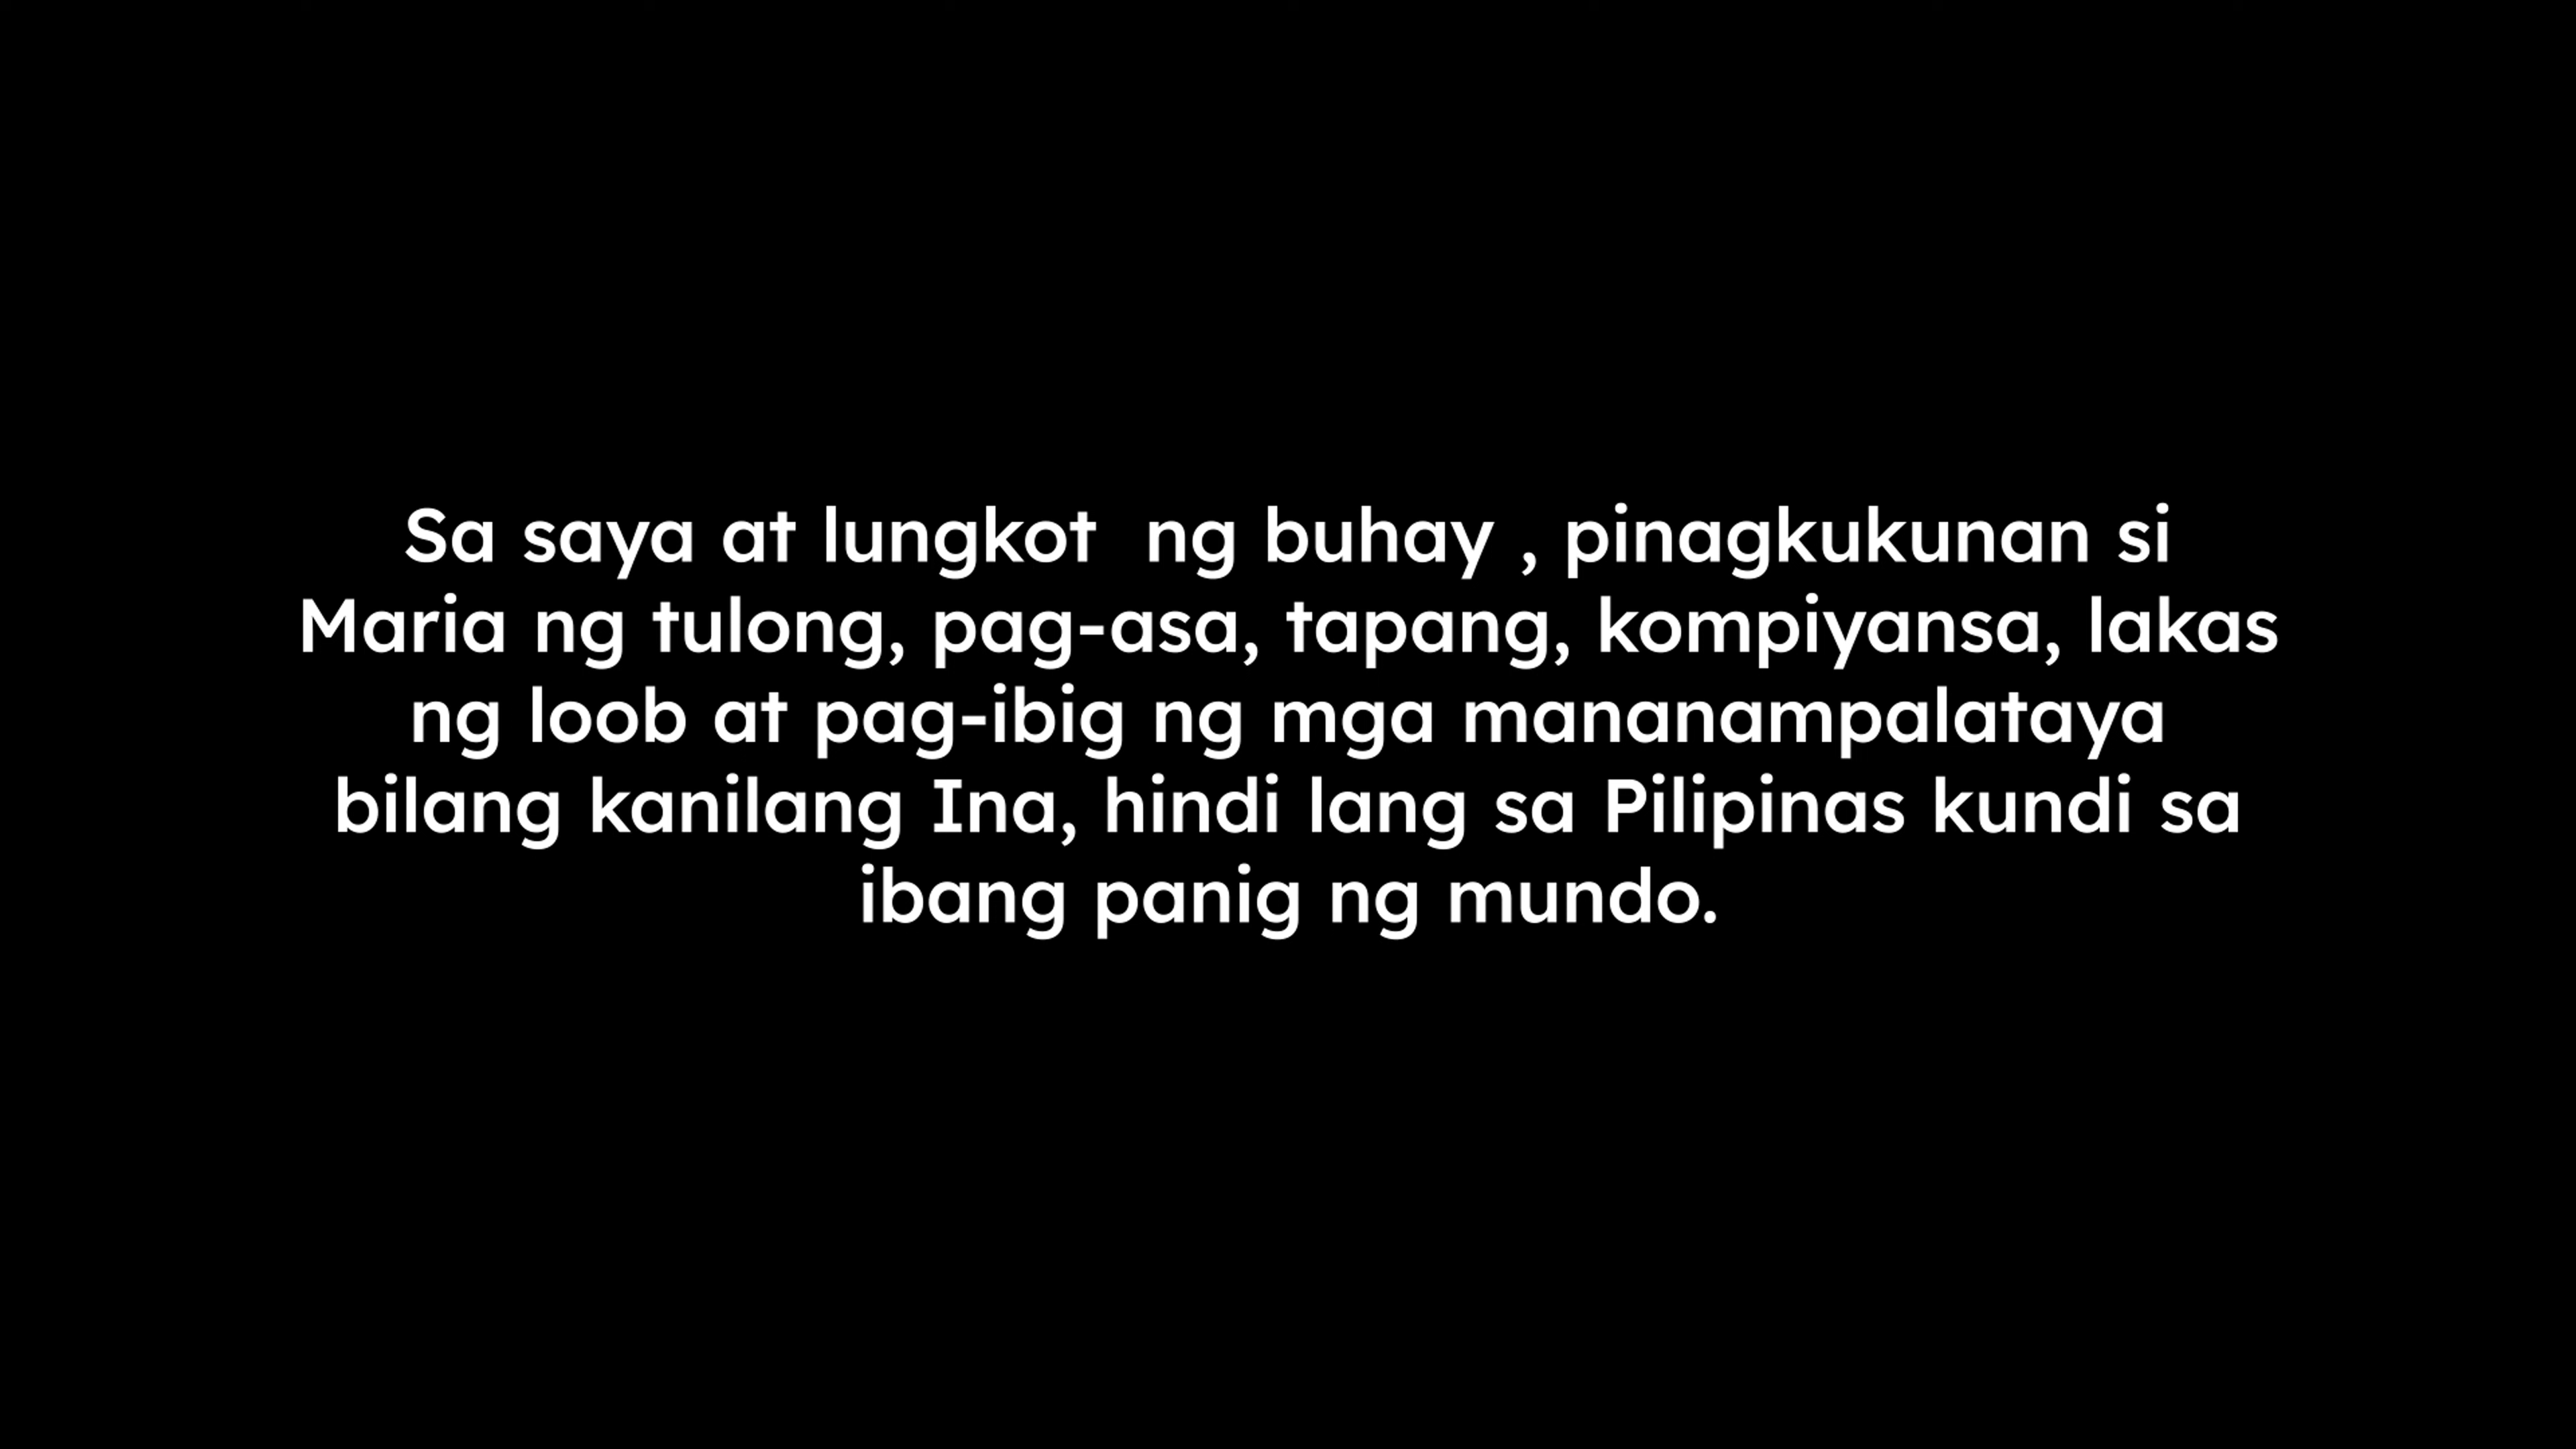 Sa saya at lungkot  ng buhay , pinagkukunan si
Maria ng tulong, pag-asa, tapang, kompiyansa, lakas
ng loob at pag-ibig ng mga mananampalataya
bilang kanilang Ina, hindi lang sa Pilipinas kundi sa
ibang panig ng mundo.